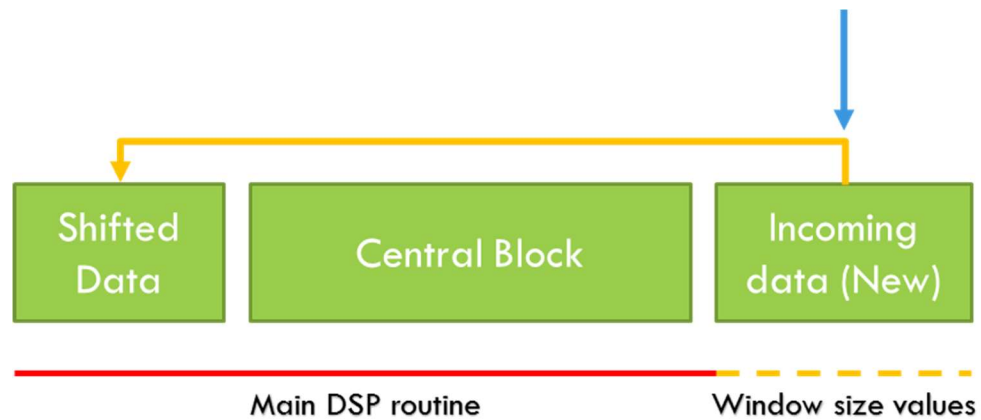 Shifted
Data
Central Block
Incoming
data (New)
Main DSP routine
Window size values